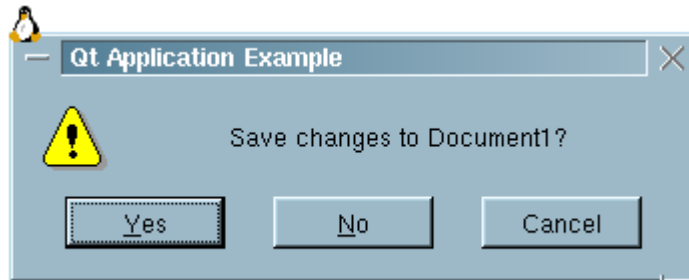 Qt Application Example
Save changes to Document1?
Yes No Cancel